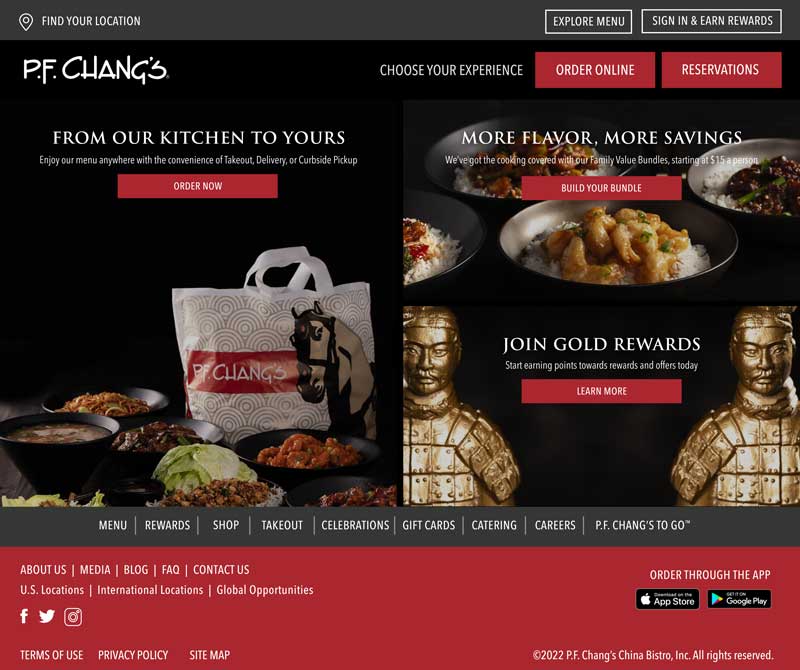 FIND YOUR LOCATION
EXPLORE MENU
SIGN IN & EARN REWARDS
P.F. CHANG'S
CHOOSE YOUR EXPERIENCE
ORDER ONLINE
RESERVATIONS
FROM OUR KITCHEN TO YOURS
Enjoy our menu anywhere with the convenience of Takeout, Delivery, or Curbside Pickup
ORDER NOW
P.F. CHANG'S
MORE FLAVOR, MORE SAVINGS
We've got the cooking covered with our Family Value Bundles, starting at $15 a person
BUILD YOUR BUNDLE
JOIN GOLD REWARDS
Start earning points towards rewards and offers today
LEARN MORE
MENU | REWARDS | SHOP | TAKEOUT | CELEBRATIONS | GIFT CARDS | CATERING | CAREERS | P.F. CHANG'S TO GO™
ABOUT US | MEDIA | BLOG | FAQ | CONTACT US
U.S. Locations | International Locations | Global Opportunities
ORDER THROUGH THE APP
Download on the
App Store
GET IT ON
Google Play
TERMS OF USE PRIVACY POLICY SITE MAP
©2022 P.F. Chang's China Bistro, Inc. All rights reserved.